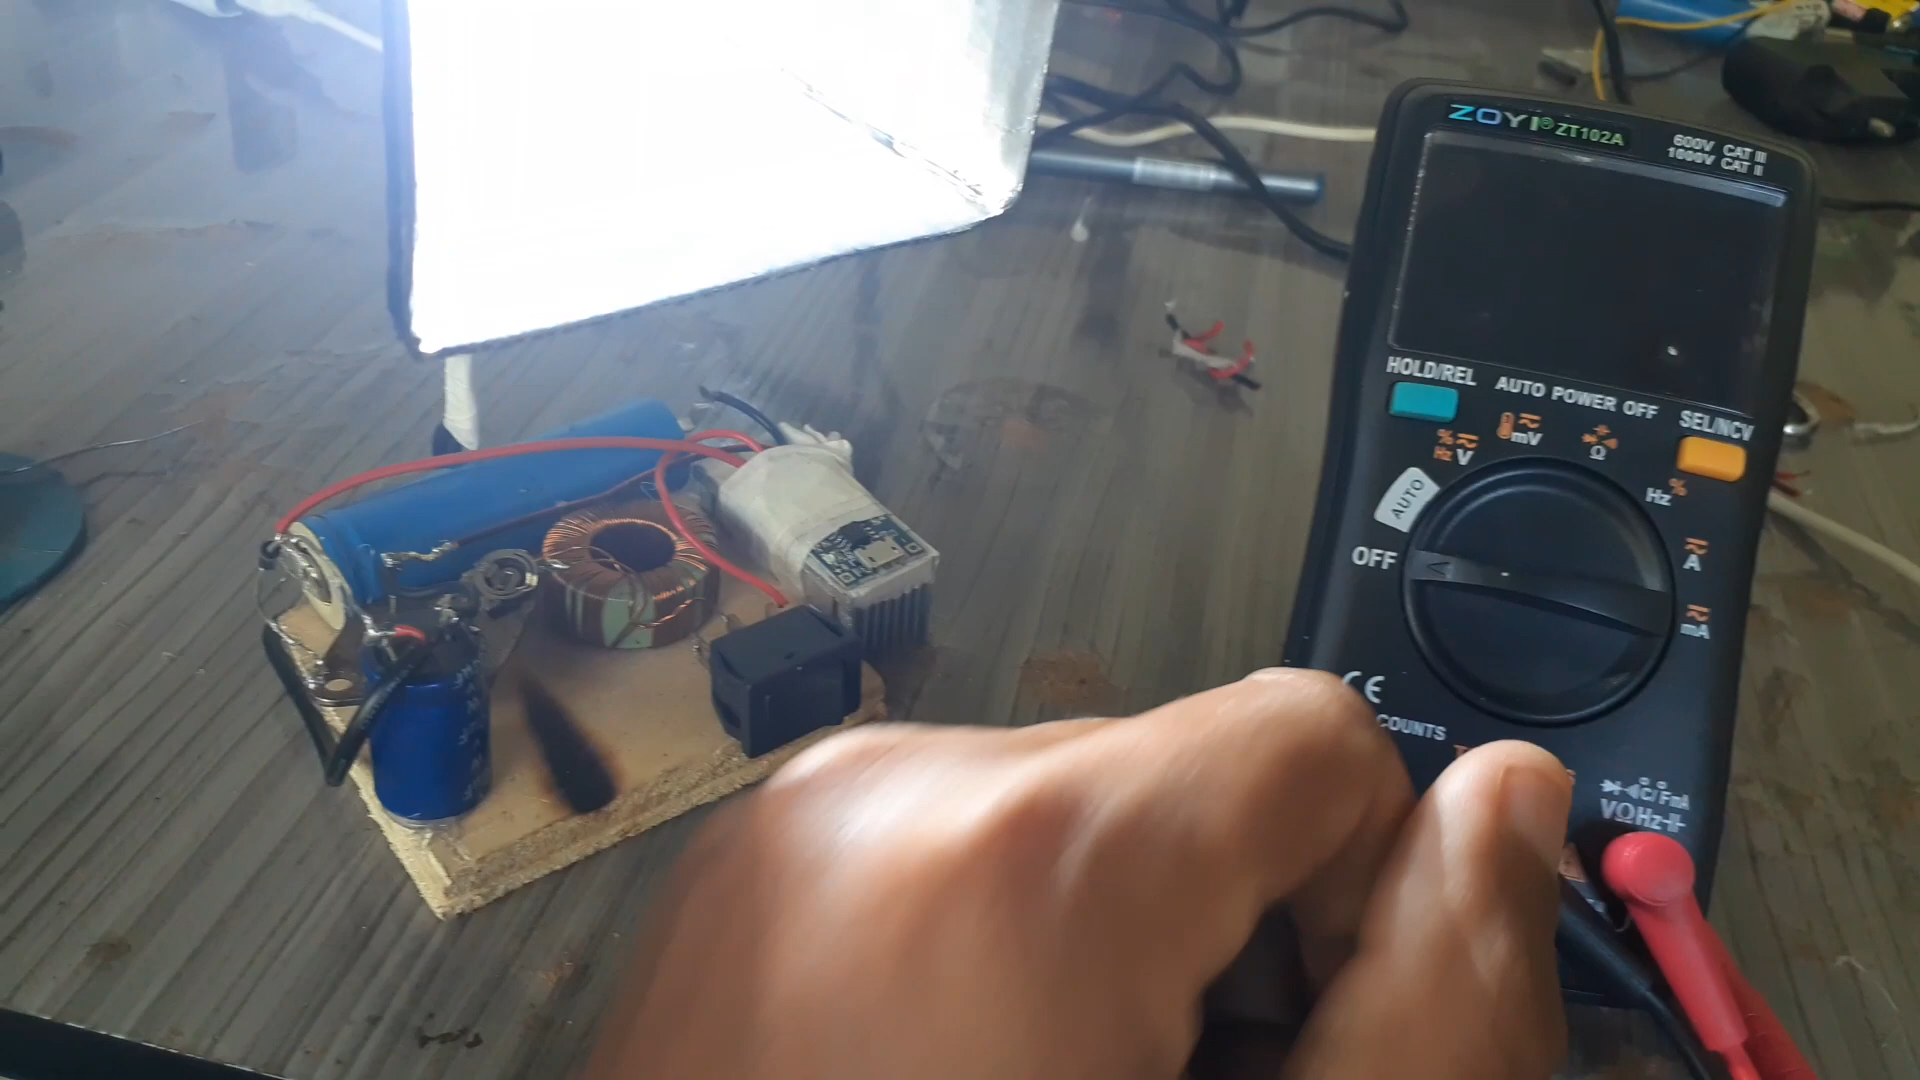 ZOYI® ZT102A
600V CAT III
1000V CAT II
HOLD/REL
AUTO POWER OFF
SEL/NCV
% Hz V
mV
Ω
Hz %
AUTO
OFF
A
mA
CE
COUNTS
VΩHz